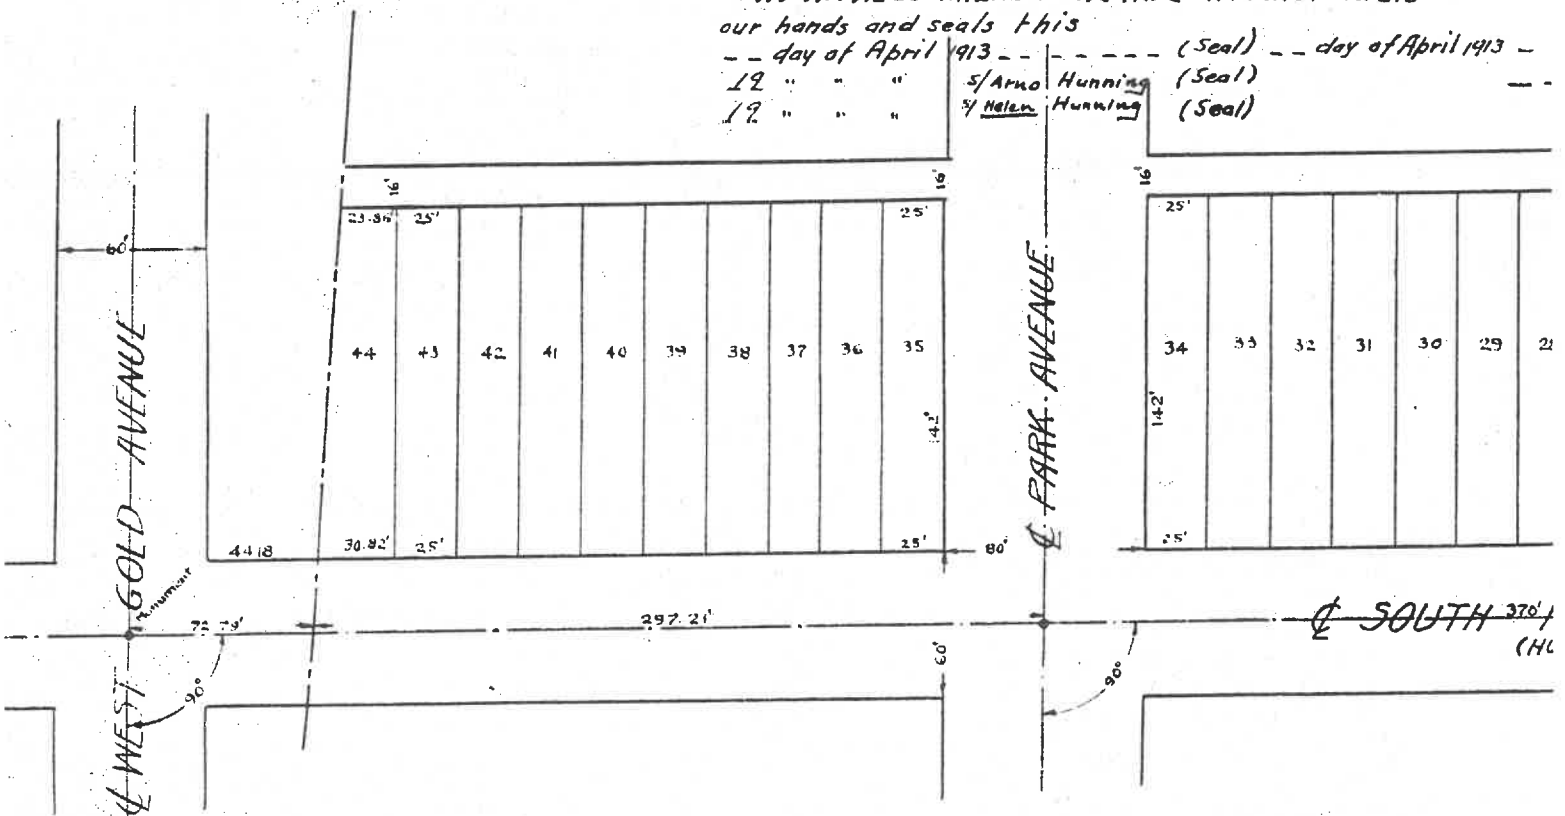 our hands and seals this
-- day of April 1913 ------ (Seal) -- day of April 1913 -
19 " " " s/ Arno Hunning (Seal) --
19 " " " s/ Helen Hunning (Seal)
16' 16' 16'
23.86 25' 25' 25'
60'
44 43 42 41 40 39 38 37 36 35 34 33 32 31 30 29
142' 142'
44.18 30.82' 25' 25' 80' 25'
℄ WEST GOLD AVENUE
℄ PARK AVENUE
Monument
72.79' 297.21' ℄ SOUTH 370'
60'
90° 90°